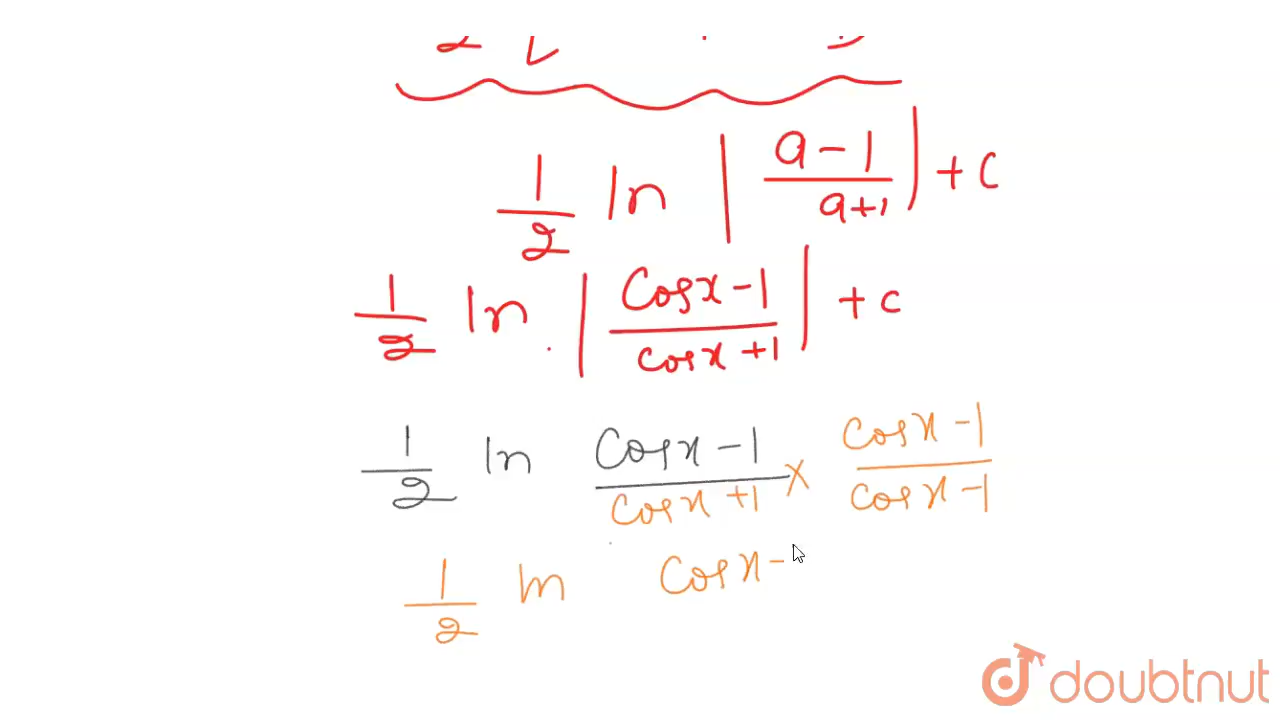 1/2 ln | a-1 / a+1 | + c
1/2 ln | cosx-1 / cosx+1 | + c
1/2 ln cosx-1 / cosx+1 × cosx-1 / cosx-1
1/2 ln cosx-
doubtnut